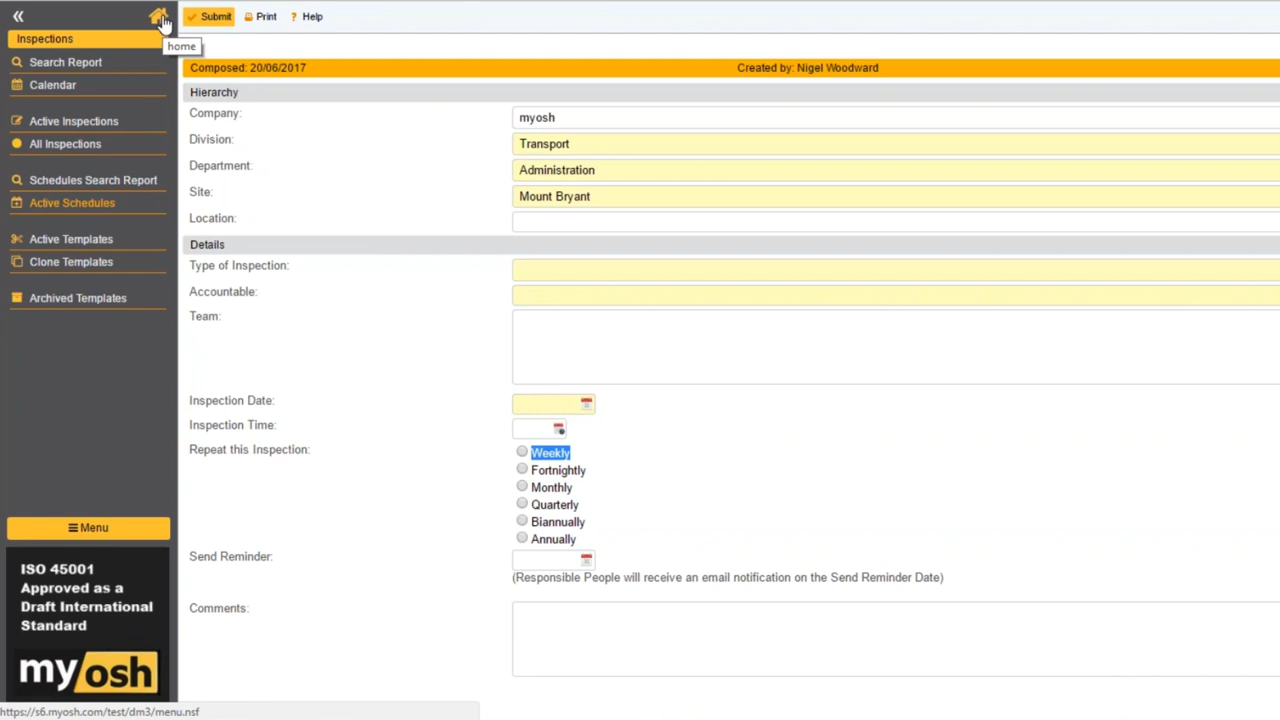 «
Submit Print ? Help
Inspections
home
Search Report
Calendar
Active Inspections
All Inspections
Schedules Search Report
Active Schedules
Active Templates
Clone Templates
Archived Templates
Menu
ISO 45001
Approved as a
Draft International
Standard
myosh
https://s6.myosh.com/test/dm3/menu.nsf
Composed: 20/06/2017 Created by: Nigel Woodward
Hierarchy
Company: myosh
Division: Transport
Department: Administration
Site: Mount Bryant
Location:
Details
Type of Inspection:
Accountable:
Team:
Inspection Date:
Inspection Time:
Repeat this Inspection: Weekly
Fortnightly
Monthly
Quarterly
Biannually
Annually
Send Reminder:
(Responsible People will receive an email notification on the Send Reminder Date)
Comments: